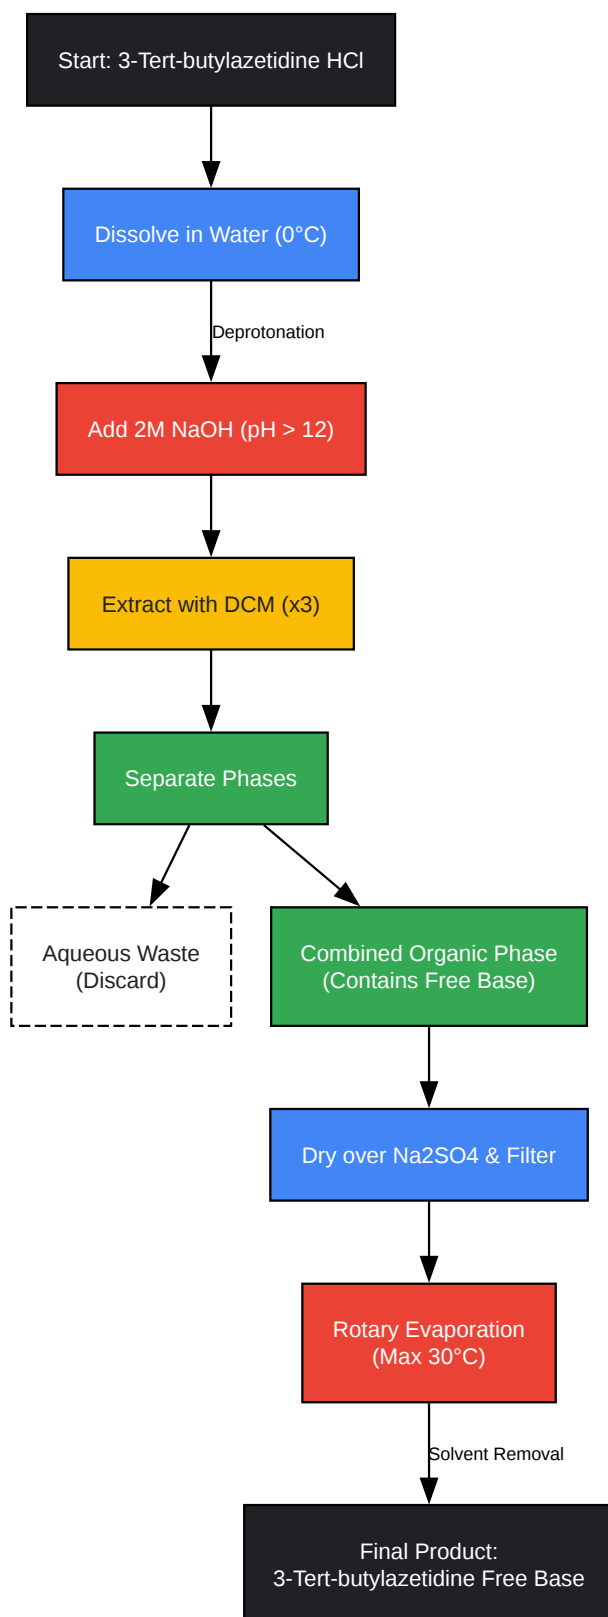 Start: 3-Tert-butylazetidine HCl
Dissolve in Water (0°C)
Deprotonation
Add 2M NaOH (pH > 12)
Extract with DCM (x3)
Separate Phases
Aqueous Waste
(Discard)
Combined Organic Phase
(Contains Free Base)
Dry over Na2SO4 & Filter
Rotary Evaporation
(Max 30°C)
Solvent Removal
Final Product:
3-Tert-butylazetidine Free Base